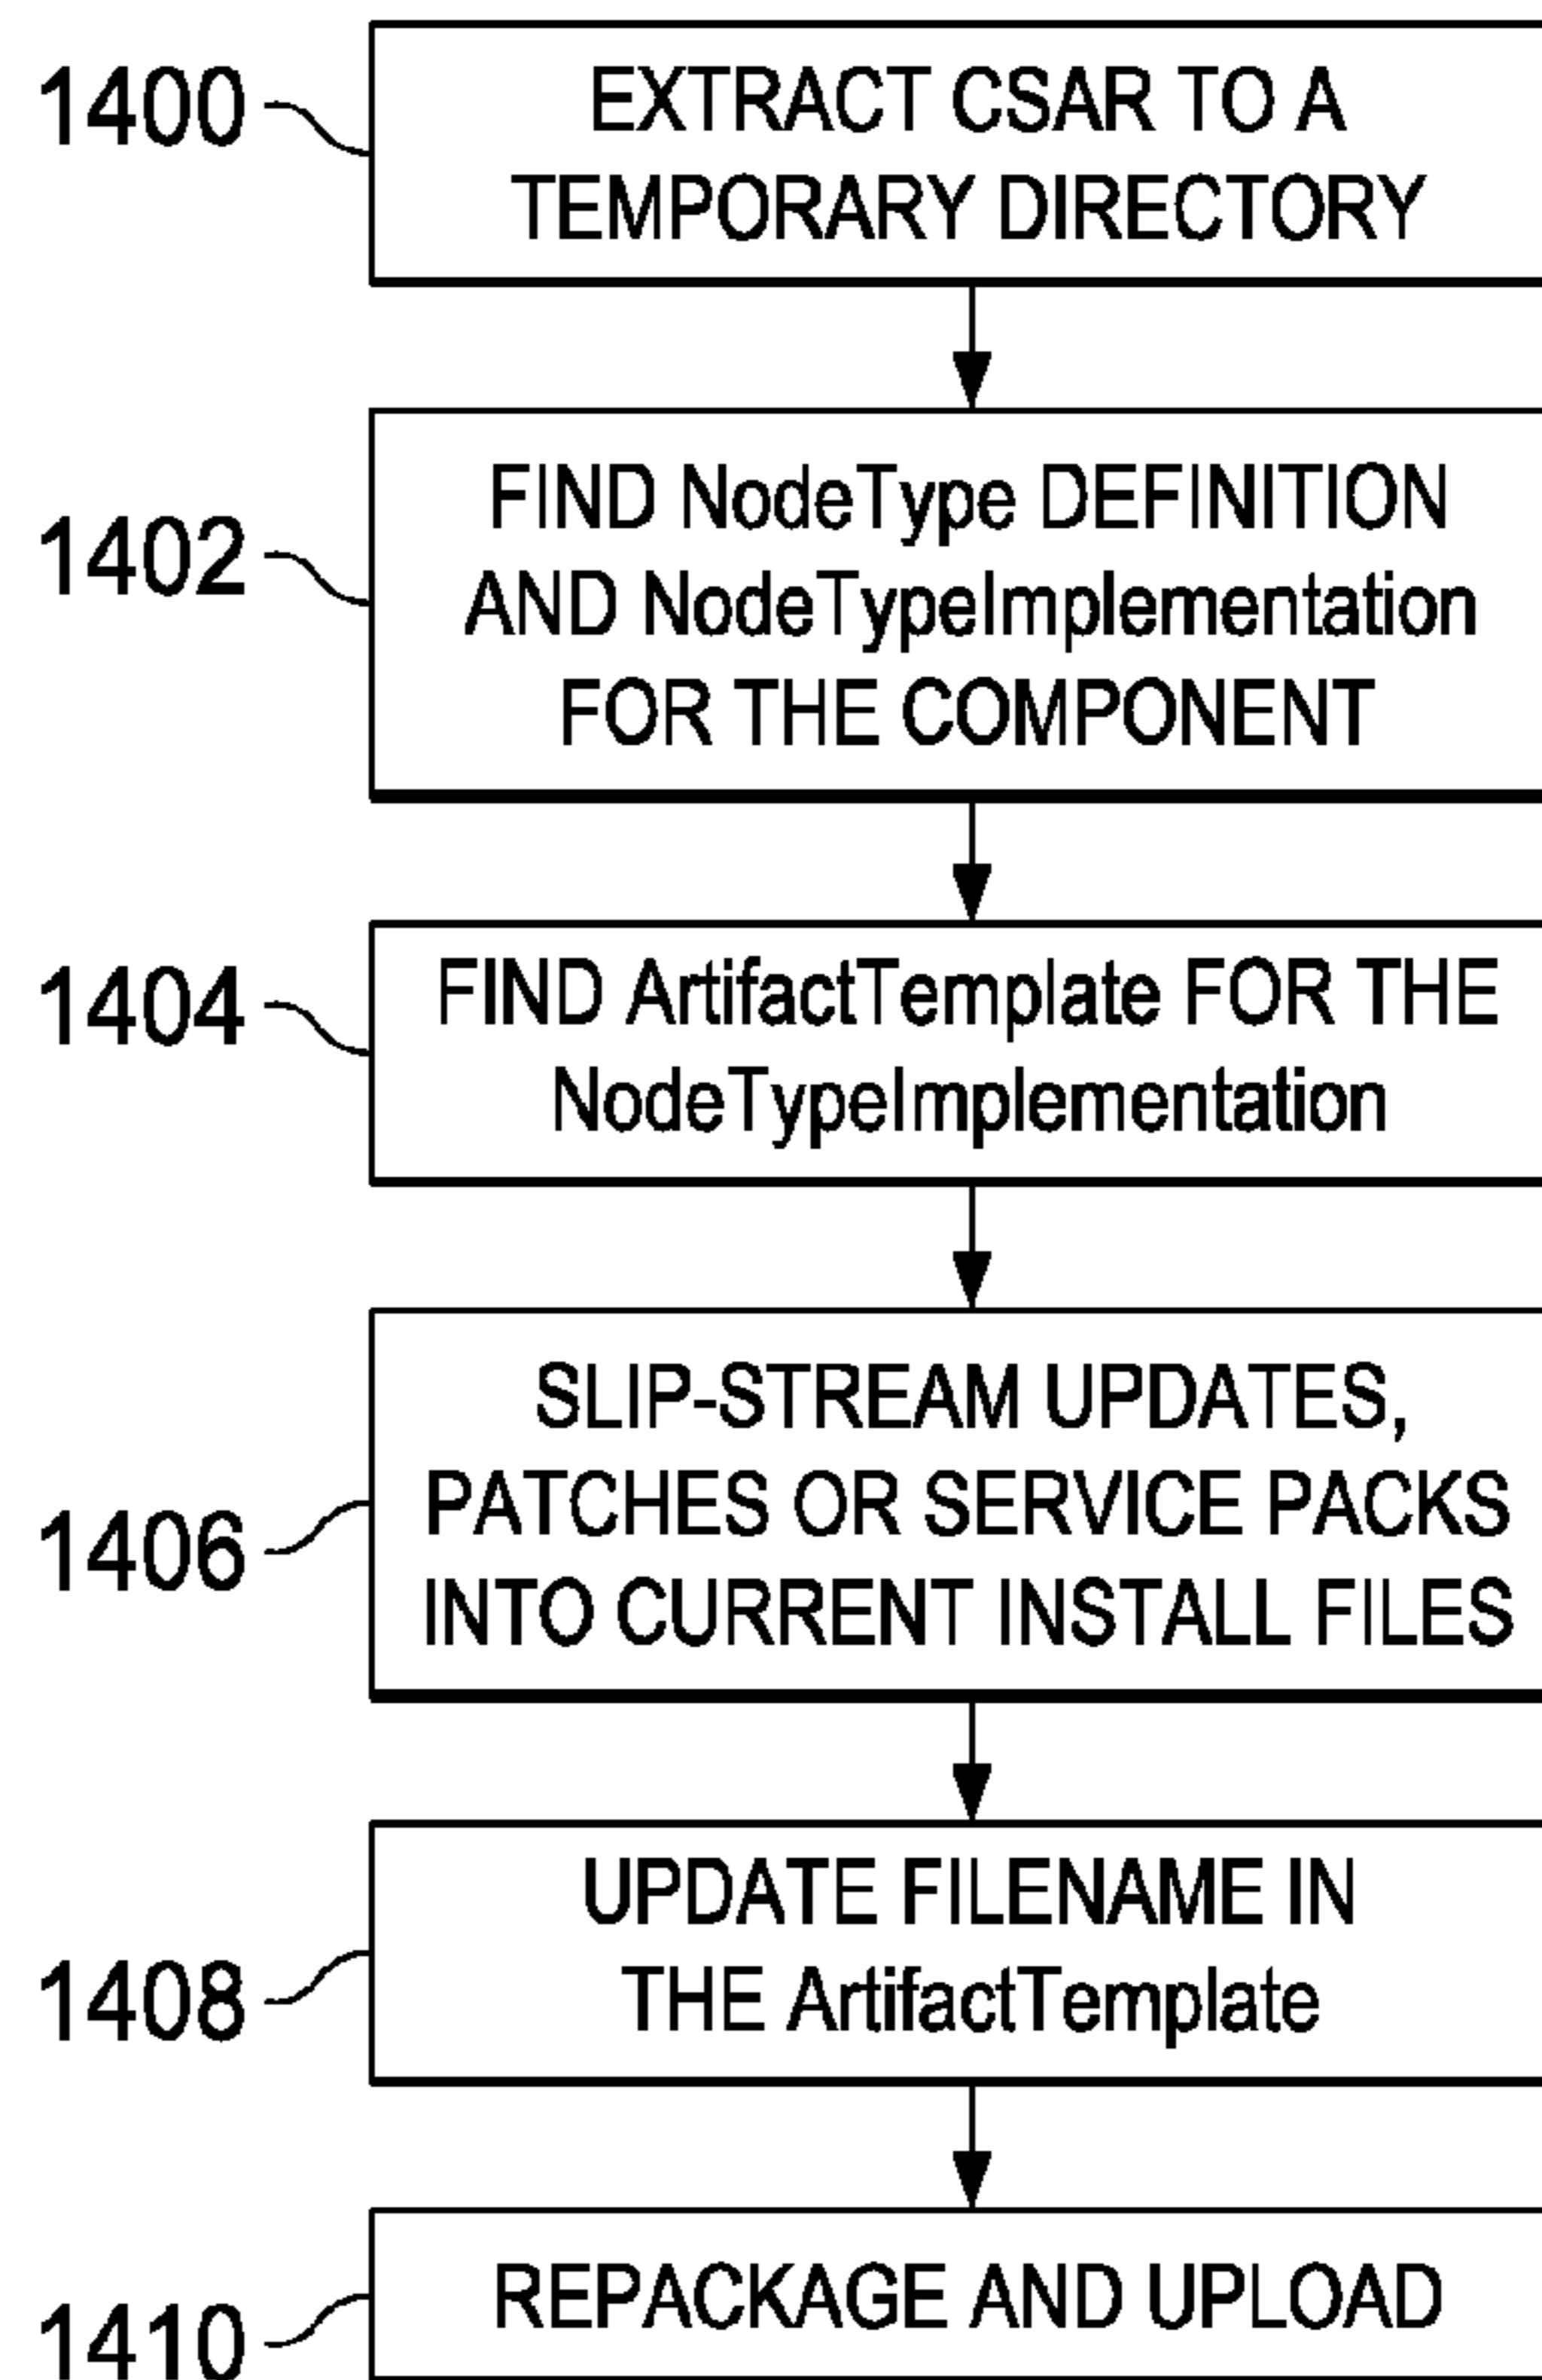 1400
EXTRACT CSAR TO A
TEMPORARY DIRECTORY
1402
FIND NodeType DEFINITION
AND NodeTypeImplementation
FOR THE COMPONENT
1404
FIND ArtifactTemplate FOR THE
NodeTypeImplementation
1406
SLIP-STREAM UPDATES,
PATCHES OR SERVICE PACKS
INTO CURRENT INSTALL FILES
1408
UPDATE FILENAME IN
THE ArtifactTemplate
1410
REPACKAGE AND UPLOAD